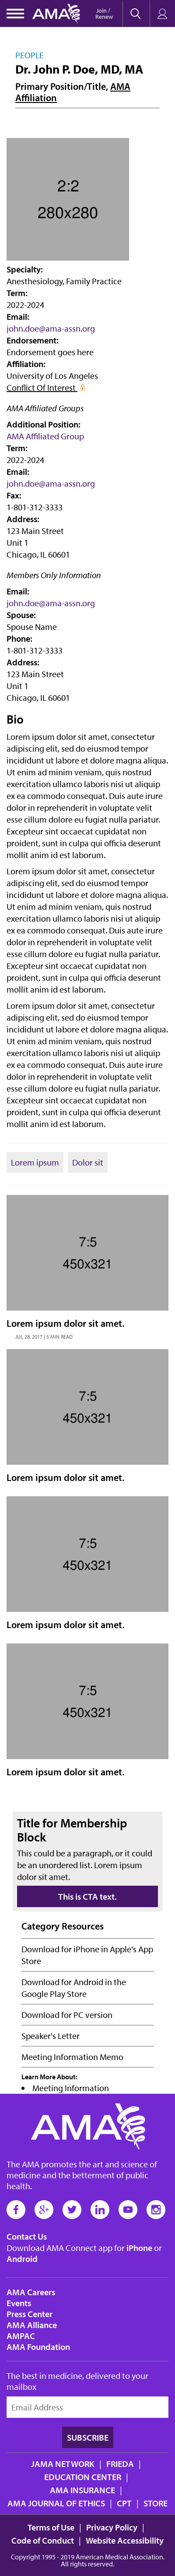 AMA
Join /
Renew
PEOPLE
Dr. John P. Doe, MD, MA
Primary Position/Title, AMA
Affiliation
2:2
280x280
Specialty:
Anesthesiology, Family Practice
Term:
2022-2024
Email:
john.doe@ama-assn.org
Endorsement:
Endorsement goes here
Affiliation:
University of Los Angeles
Conflict Of Interest
AMA Affiliated Groups
Additional Position:
AMA Affiliated Group
Term:
2022-2024
Email:
john.doe@ama-assn.org
Fax:
1-801-312-3333
Address:
123 Main Street
Unit 1
Chicago, IL 60601
Members Only Information
Email:
john.doe@ama-assn.org
Spouse:
Spouse Name
Phone:
1-801-312-3333
Address:
123 Main Street
Unit 1
Chicago, IL 60601
Bio
Lorem ipsum dolor sit amet, consectetur
adipiscing elit, sed do eiusmod tempor
incididunt ut labore et dolore magna aliqua.
Ut enim ad minim veniam, quis nostrud
exercitation ullamco laboris nisi ut aliquip
ex ea commodo consequat. Duis aute irure
dolor in reprehenderit in voluptate velit
esse cillum dolore eu fugiat nulla pariatur.
Excepteur sint occaecat cupidatat non
proident, sunt in culpa qui officia deserunt
mollit anim id est laborum.
Lorem ipsum dolor sit amet, consectetur
adipiscing elit, sed do eiusmod tempor
incididunt ut labore et dolore magna aliqua.
Ut enim ad minim veniam, quis nostrud
exercitation ullamco laboris nisi ut aliquip
ex ea commodo consequat. Duis aute irure
dolor in reprehenderit in voluptate velit
esse cillum dolore eu fugiat nulla pariatur.
Excepteur sint occaecat cupidatat non
proident, sunt in culpa qui officia deserunt
mollit anim id est laborum.
Lorem ipsum dolor sit amet, consectetur
adipiscing elit, sed do eiusmod tempor
incididunt ut labore et dolore magna aliqua.
Ut enim ad minim veniam, quis nostrud
exercitation ullamco laboris nisi ut aliquip
ex ea commodo consequat. Duis aute irure
dolor in reprehenderit in voluptate velit
esse cillum dolore eu fugiat nulla pariatur.
Excepteur sint occaecat cupidatat non
proident, sunt in culpa qui officia deserunt
mollit anim id est laborum.
Lorem ipsum
Dolor sit
7:5
450x321
Lorem ipsum dolor sit amet.
JUL 28, 2017 | 5 MIN READ
7:5
450x321
Lorem ipsum dolor sit amet.
7:5
450x321
Lorem ipsum dolor sit amet.
7:5
450x321
Lorem ipsum dolor sit amet.
Title for Membership
Block
This could be a paragraph, or it could
be an unordered list. Lorem ipsum
dolor sit amet.
This is CTA text.
Category Resources
Download for iPhone in Apple's App
Store
Download for Android in the
Google Play Store
Download for PC version
Speaker's Letter
Meeting Information Memo
Learn More About:
• Meeting Information
AMA
The AMA promotes the art and science of
medicine and the betterment of public
health.
Contact Us
Download AMA Connect app for iPhone or
Android
AMA Careers
Events
Press Center
AMA Alliance
AMPAC
AMA Foundation
The best in medicine, delivered to your
mailbox
Email Address
SUBSCRIBE
JAMA NETWORK | FRIEDA |
EDUCATION CENTER |
AMA INSURANCE |
AMA JOURNAL OF ETHICS | CPT | STORE
Terms of Use | Privacy Policy |
Code of Conduct | Website Accessibility
Copyright 1995 - 2019 American Medical Association.
All rights reserved.